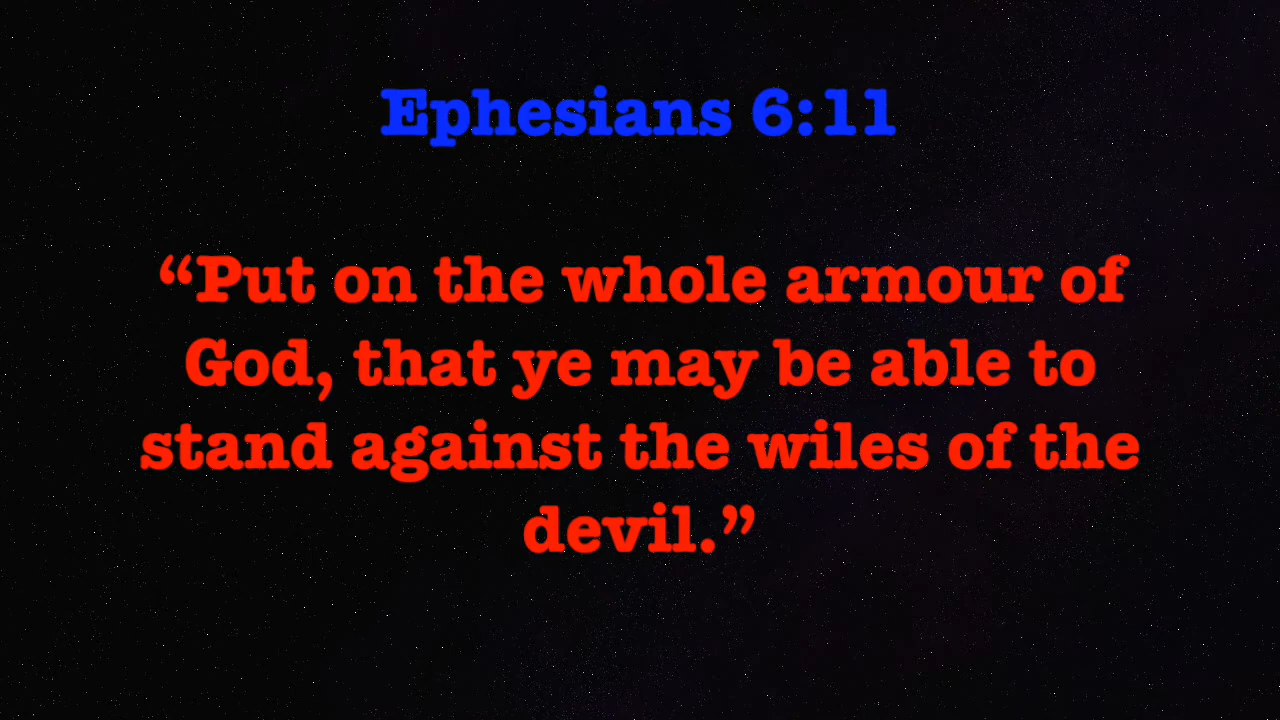 Ephesians 6:11
“Put on the whole armour of
God, that ye may be able to
stand against the wiles of the
devil.”